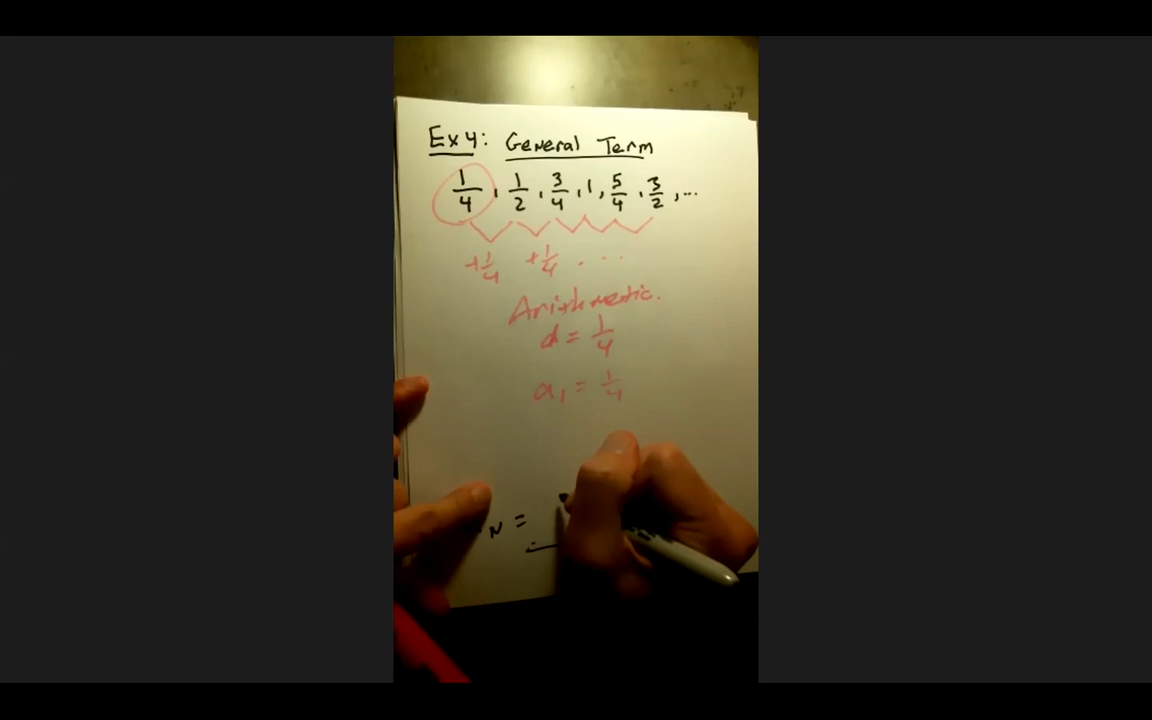 Ex 4: General Term
1/4, 1/2, 3/4, 1, 5/4, 3/2, ...
+1/4 +1/4 ...
Arithmetic.
d = 1/4
a₁ = 1/4
N =